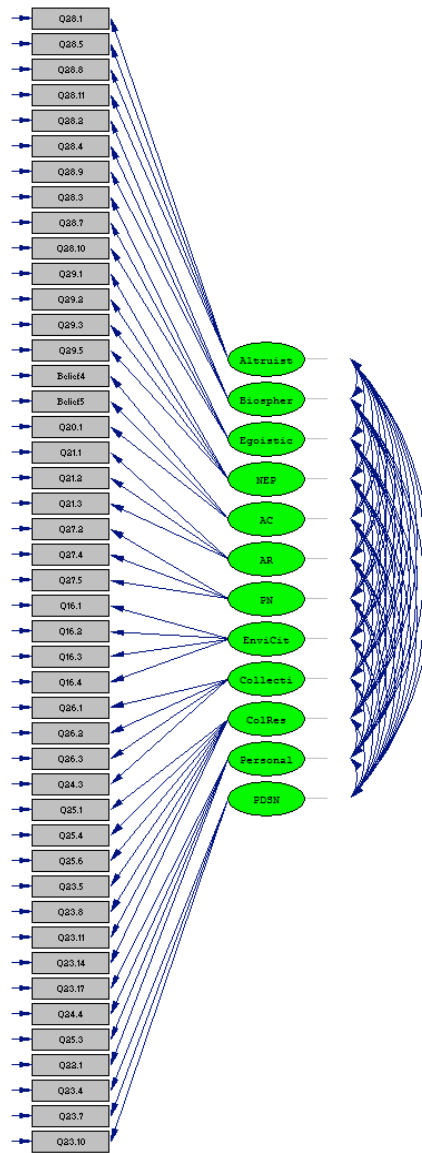 Q28.1
Q28.5
Q28.8
Q28.11
Q28.2
Q28.4
Q28.9
Q28.3
Q28.7
Q28.10
Q29.1
Q29.2
Q29.3
Q29.5
Belief4
Belief5
Q20.1
Q21.1
Q21.2
Q21.3
Q27.2
Q27.4
Q27.5
Q16.1
Q16.2
Q16.3
Q16.4
Q26.1
Q26.2
Q26.3
Q24.3
Q25.1
Q25.4
Q25.6
Q23.5
Q23.8
Q23.11
Q23.14
Q23.17
Q24.4
Q25.3
Q22.1
Q23.4
Q23.7
Q23.10
Altruist
Biospher
Egoistic
NEP
AC
AR
PN
EnviCit
Collecti
ColRes
Personal
PDSN